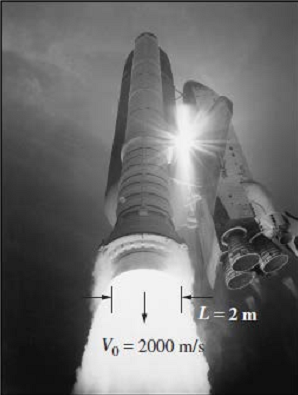 L = 2 m
V₀ = 2000 m/s